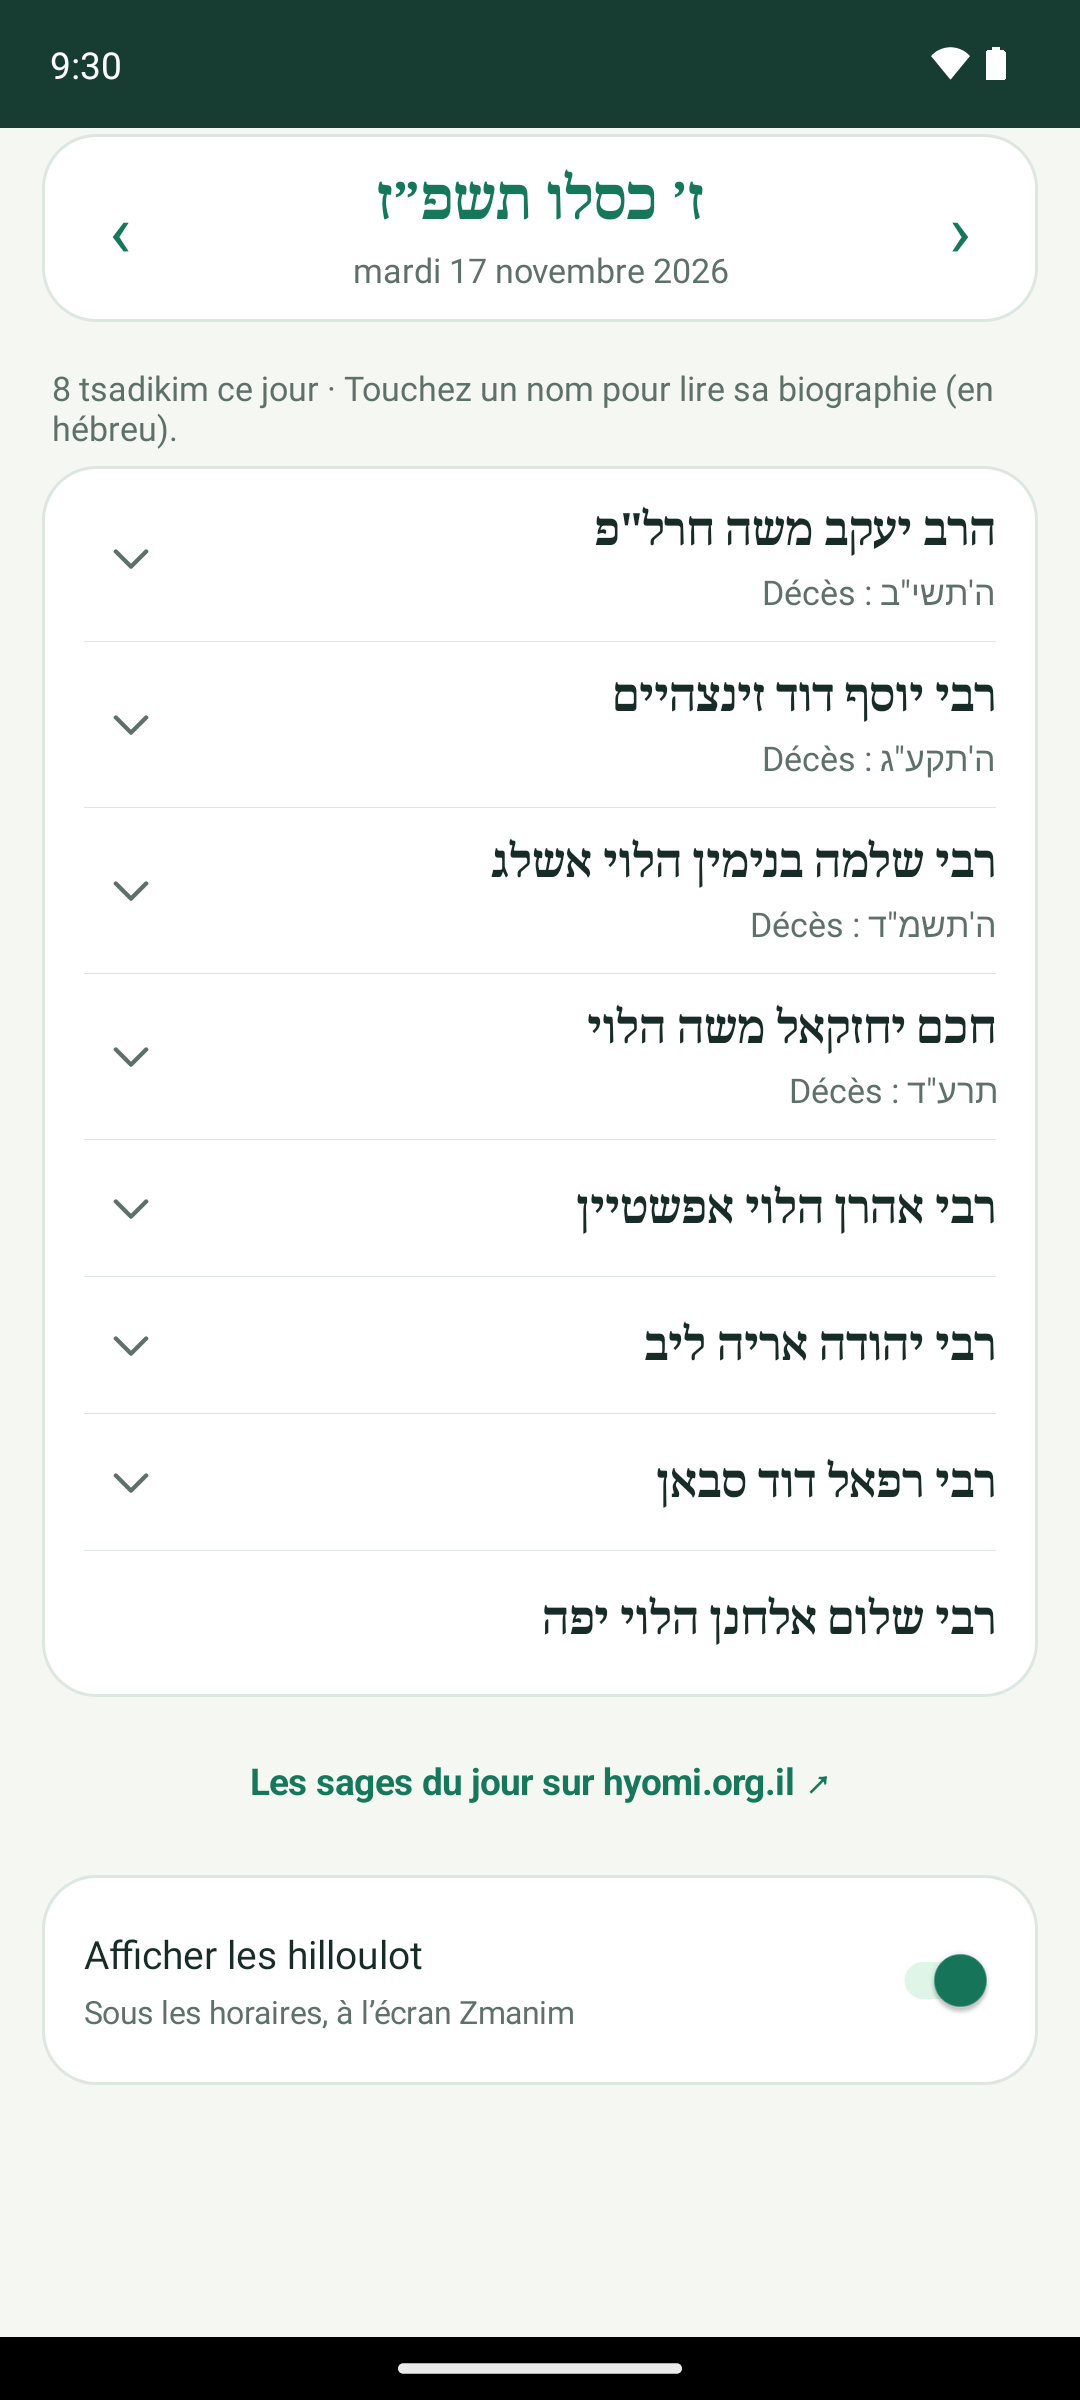 9:30
ז׳ כסלו תשפ״ז
‹
›
mardi 17 novembre 2026
8 tsadikim ce jour · Touchez un nom pour lire sa biographie (en
hébreu).
הרב יעקב משה חרל"פ
Décès : ה'תשי"ב
רבי יוסף דוד זינצהיים
Décès : ה'תקע"ג
רבי שלמה בנימין הלוי אשלג
Décès : ה'תשמ"ד
חכם יחזקאל משה הלוי
Décès : תרע"ד
רבי אהרן הלוי אפשטיין
רבי יהודה אריה ליב
רבי רפאל דוד סבאן
רבי שלום אלחנן הלוי יפה
Les sages du jour sur hyomi.org.il ↗
Afficher les hilloulot
Sous les horaires, à l’écran Zmanim